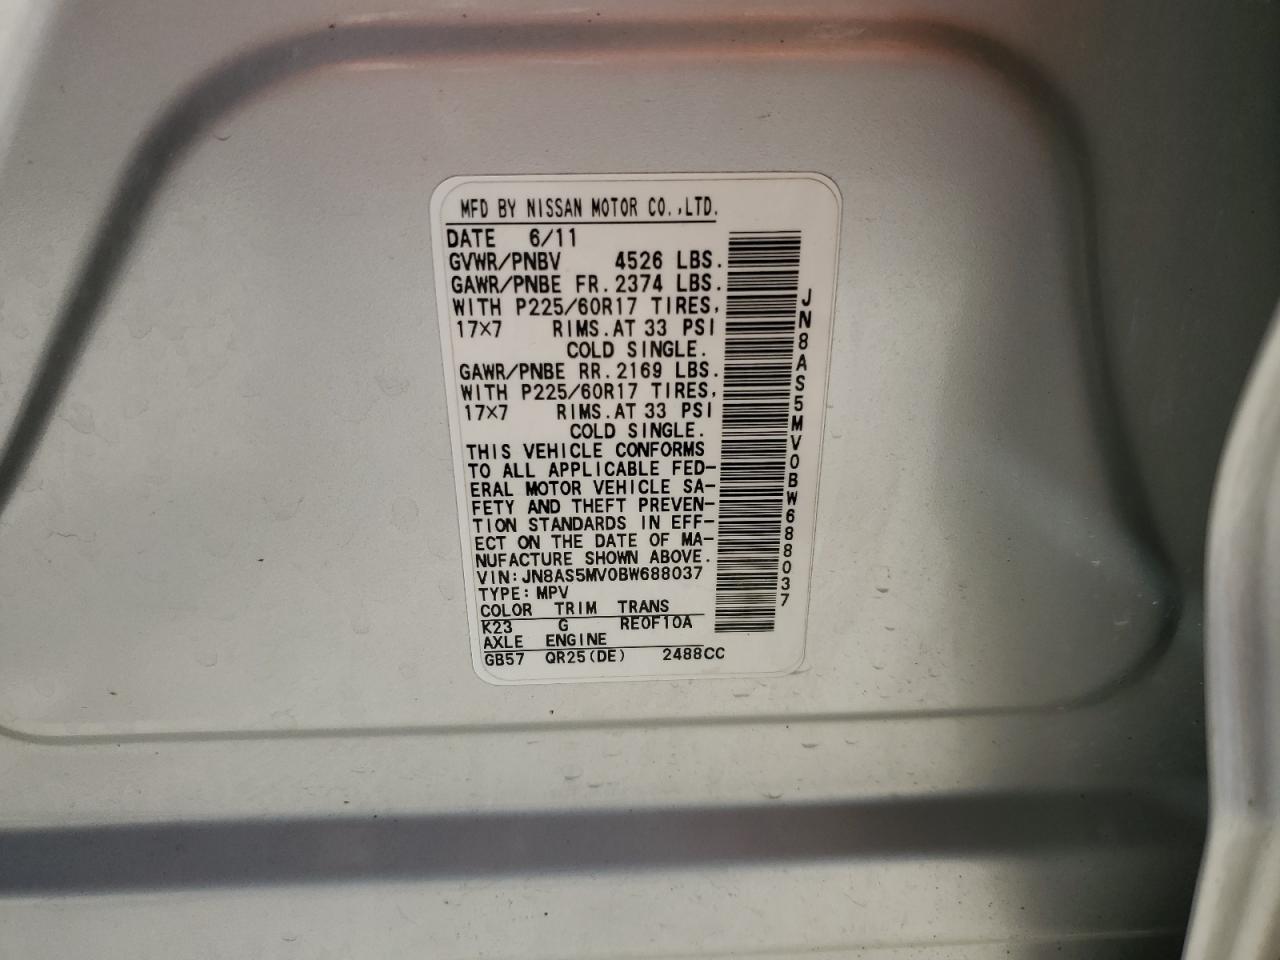 MFD BY NISSAN MOTOR CO.,LTD.
DATE 6/11
GVWR/PNBV 4526 LBS.
GAWR/PNBE FR. 2374 LBS.
WITH P225/60R17 TIRES,
17X7 RIMS. AT 33 PSI
COLD SINGLE.
GAWR/PNBE RR. 2169 LBS.
WITH P225/60R17 TIRES,
17X7 RIMS. AT 33 PSI
COLD SINGLE.
THIS VEHICLE CONFORMS
TO ALL APPLICABLE FED-
ERAL MOTOR VEHICLE SA-
FETY AND THEFT PREVEN-
TION STANDARDS IN EFF-
ECT ON THE DATE OF MA-
NUFACTURE SHOWN ABOVE.
VIN: JN8AS5MV0BW688037
TYPE: MPV
COLOR TRIM TRANS
K23 G RE0F10A
AXLE ENGINE
GB57 QR25(DE) 2488CC
JN8AS5MV0BW688037